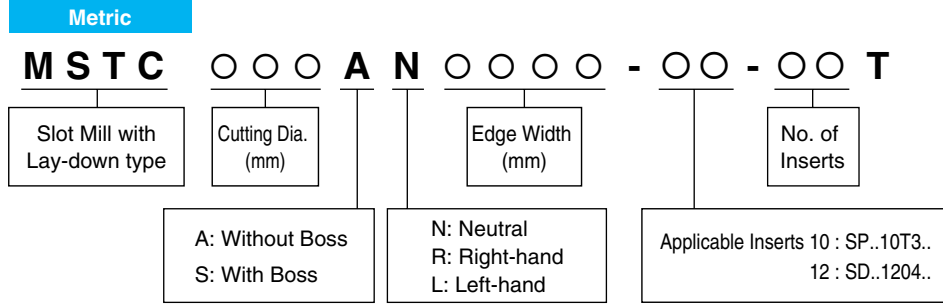 Metric
MSTC ○○○ A N ○○○○ - ○○ - ○○ T
Slot Mill with
Lay-down type
Cutting Dia.
(mm)
Edge Width
(mm)
No. of
Inserts
A: Without Boss
S: With Boss
N: Neutral
R: Right-hand
L: Left-hand
Applicable Inserts 10 : SP..10T3..
12 : SD..1204..